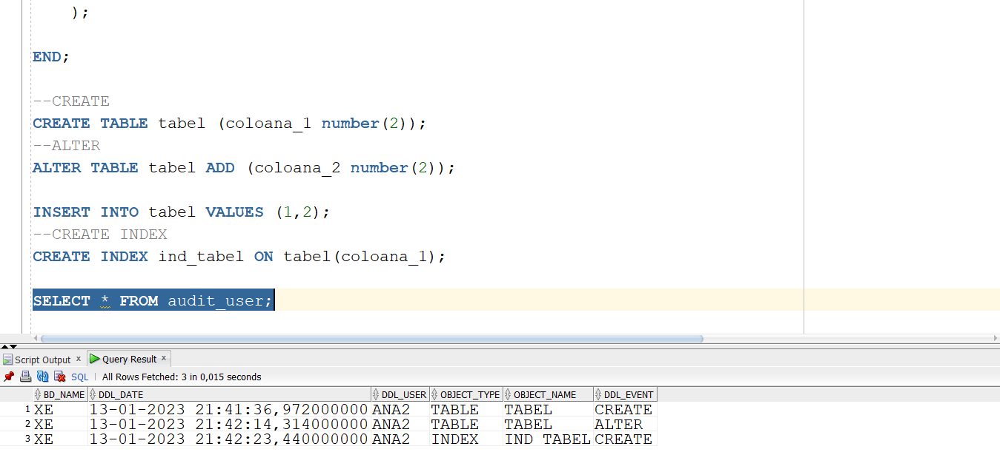 );
END;
--CREATE
CREATE TABLE tabel (coloana_1 number(2));
--ALTER
ALTER TABLE tabel ADD (coloana_2 number(2));
INSERT INTO tabel VALUES (1,2);
--CREATE INDEX
CREATE INDEX ind_tabel ON tabel(coloana_1);
SELECT * FROM audit_user;
Script Output x Query Result x
SQL | All Rows Fetched: 3 in 0,015 seconds
BD_NAME DDL_DATE DDL_USER OBJECT_TYPE OBJECT_NAME DDL_EVENT
1 XE 13-01-2023 21:41:36,972000000 ANA2 TABLE TABEL CREATE
2 XE 13-01-2023 21:42:14,314000000 ANA2 TABLE TABEL ALTER
3 XE 13-01-2023 21:42:23,440000000 ANA2 INDEX IND_TABEL CREATE